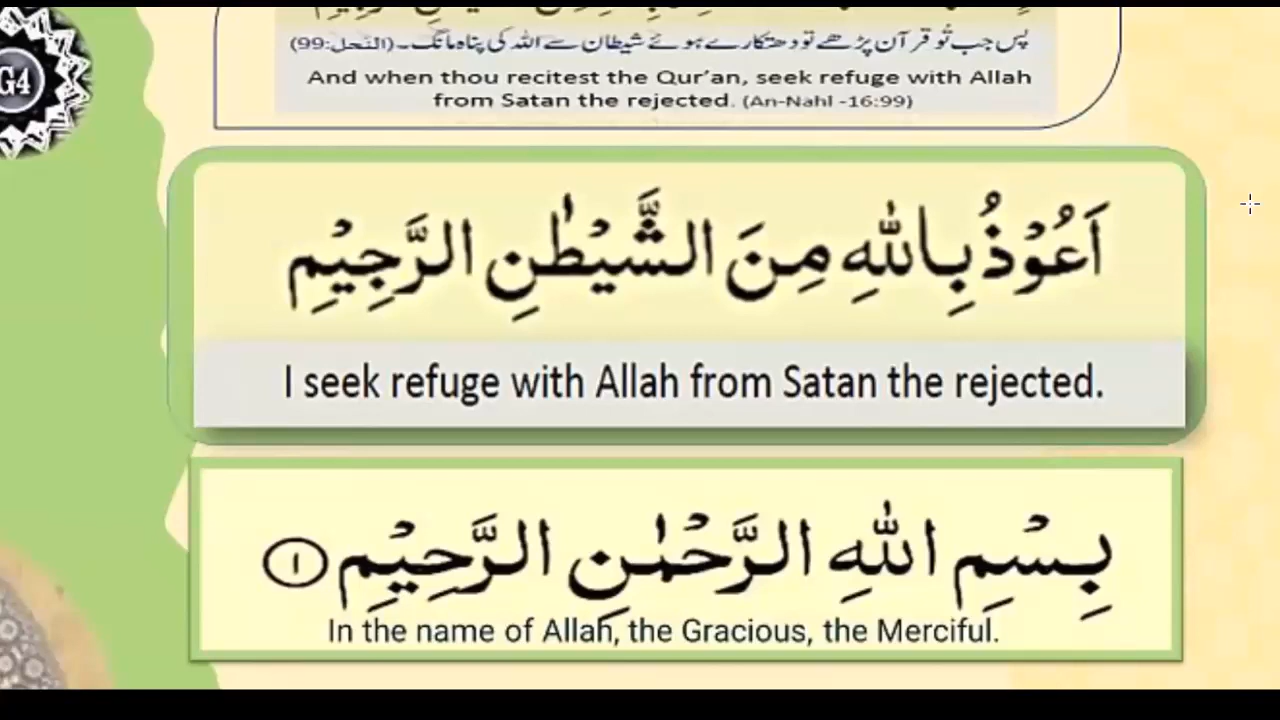 G4
پس جب تُو قرآن پڑھے تو دھتکارے ہوئے شیطان سے اللہ کی پناہ مانگ۔ (النحل:99)
And when thou recitest the Qur’an, seek refuge with Allah
from Satan the rejected. (An-Nahl -16:99)
اَعُوْذُ بِاللّٰهِ مِنَ الشَّیْطٰنِ الرَّجِیْمِ
I seek refuge with Allah from Satan the rejected.
بِسْمِ اللّٰهِ الرَّحْمٰنِ الرَّحِیْمِ ۱
In the name of Allah, the Gracious, the Merciful.